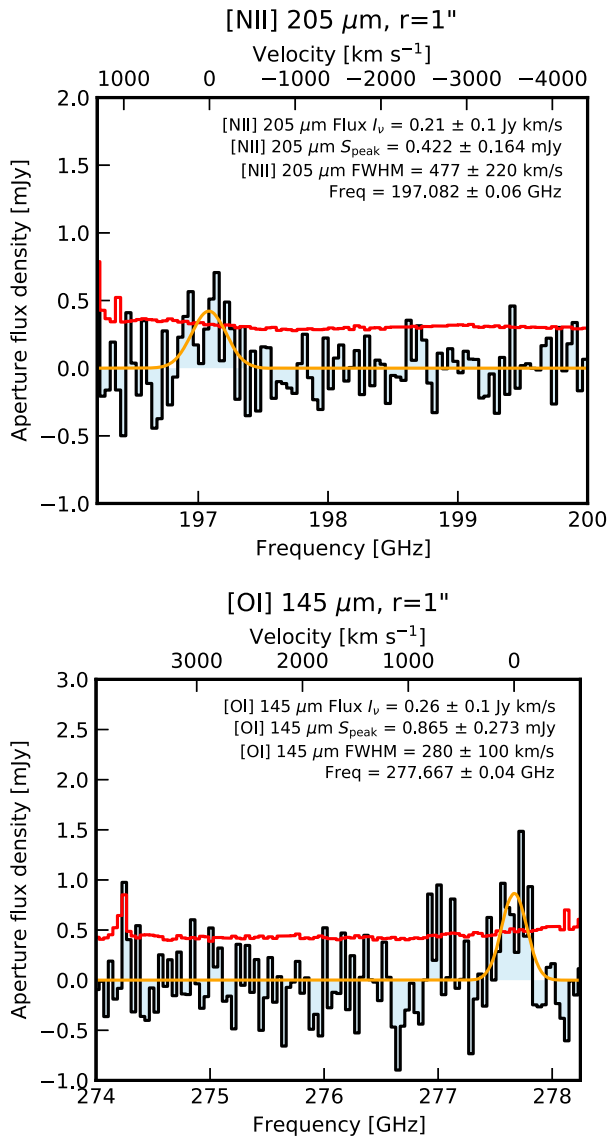 [NII] 205 μm, r=1"
Velocity [km s⁻¹]
1000 0 −1000 −2000 −3000 −4000
2.0
1.5
1.0
0.5
0.0
−0.5
−1.0
Aperture flux density [mJy]
[NII] 205 μm Flux Iᵥ = 0.21 ± 0.1 Jy km/s
[NII] 205 μm S_peak = 0.422 ± 0.164 mJy
[NII] 205 μm FWHM = 477 ± 220 km/s
Freq = 197.082 ± 0.06 GHz
197 198 199 200
Frequency [GHz]
[OI] 145 μm, r=1"
Velocity [km s⁻¹]
3000 2000 1000 0
3.0
2.5
2.0
1.5
1.0
0.5
0.0
−0.5
−1.0
Aperture flux density [mJy]
[OI] 145 μm Flux Iᵥ = 0.26 ± 0.1 Jy km/s
[OI] 145 μm S_peak = 0.865 ± 0.273 mJy
[OI] 145 μm FWHM = 280 ± 100 km/s
Freq = 277.667 ± 0.04 GHz
274 275 276 277 278
Frequency [GHz]